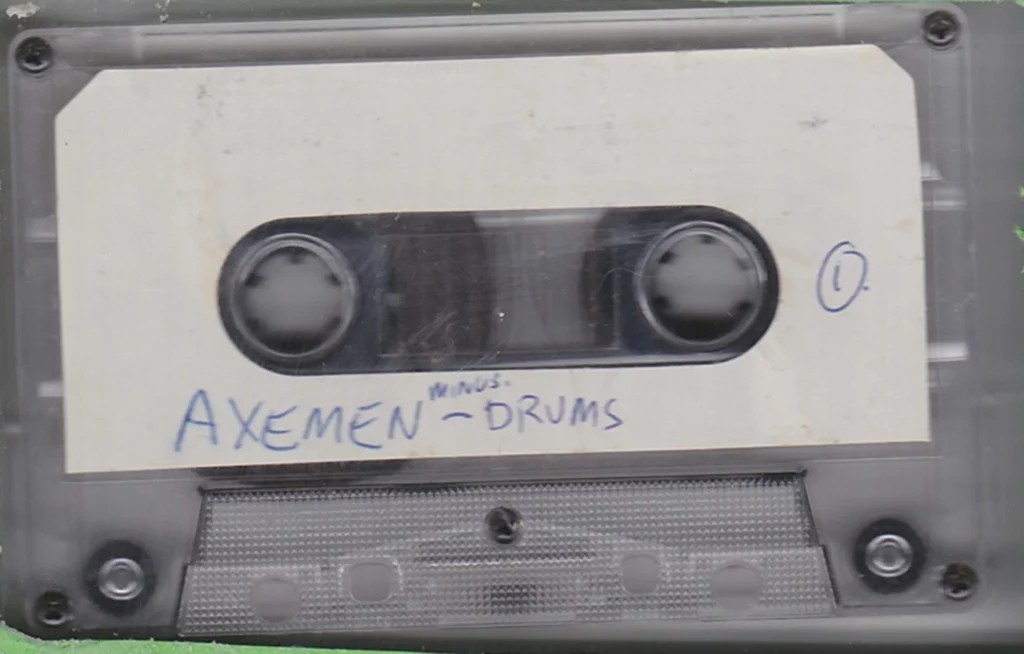 ①.
MINUS.
AXEMEN – DRUMS